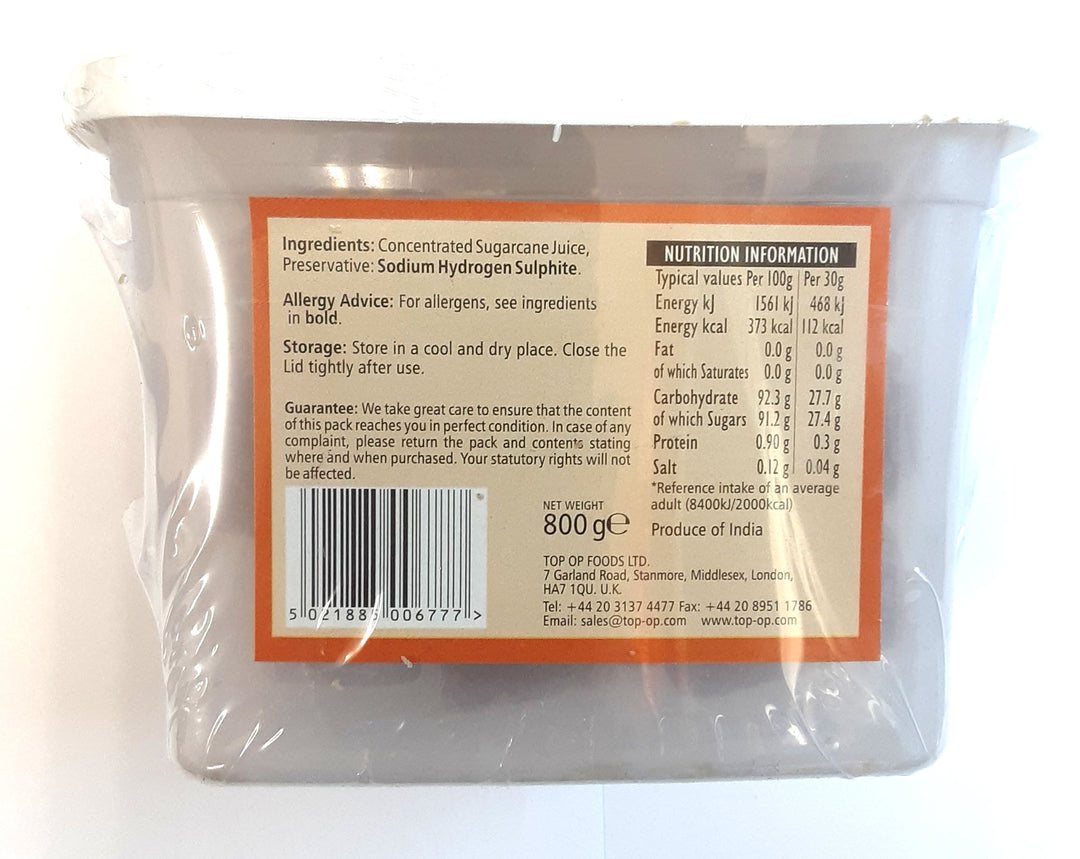 Ingredients: Concentrated Sugarcane Juice,
Preservative: Sodium Hydrogen Sulphite.
Allergy Advice: For allergens, see ingredients
in bold.
Storage: Store in a cool and dry place. Close the
Lid tightly after use.
Guarantee: We take great care to ensure that the content
of this pack reaches you in perfect condition. In case of any
complaint, please return the pack and contents stating
where and when purchased. Your statutory rights will not
be affected.
NUTRITION INFORMATION
Typical values Per 100g Per 30g
Energy kJ 1561 kj 468 kj
Energy kcal 373 kcal 112 kcal
Fat 0.0 g 0.0 g
of which Saturates 0.0 g 0.0 g
Carbohydrate 92.3 g 27.7 g
of which Sugars 91.2 g 27.4 g
Protein 0.90 g 0.3 g
Salt 0.12 g 0.04 g
*Reference intake of an average
adult (8400kJ/2000kcal)
Produce of India
NET WEIGHT
800 g℮
TOP OP FOODS LTD.
7 Garland Road, Stanmore, Middlesex, London,
HA7 1QU. U.K.
Tel: +44 20 3137 4477 Fax: +44 20 8951 1786
Email: sales@top-op.com www.top-op.com
5 021885 006777 >